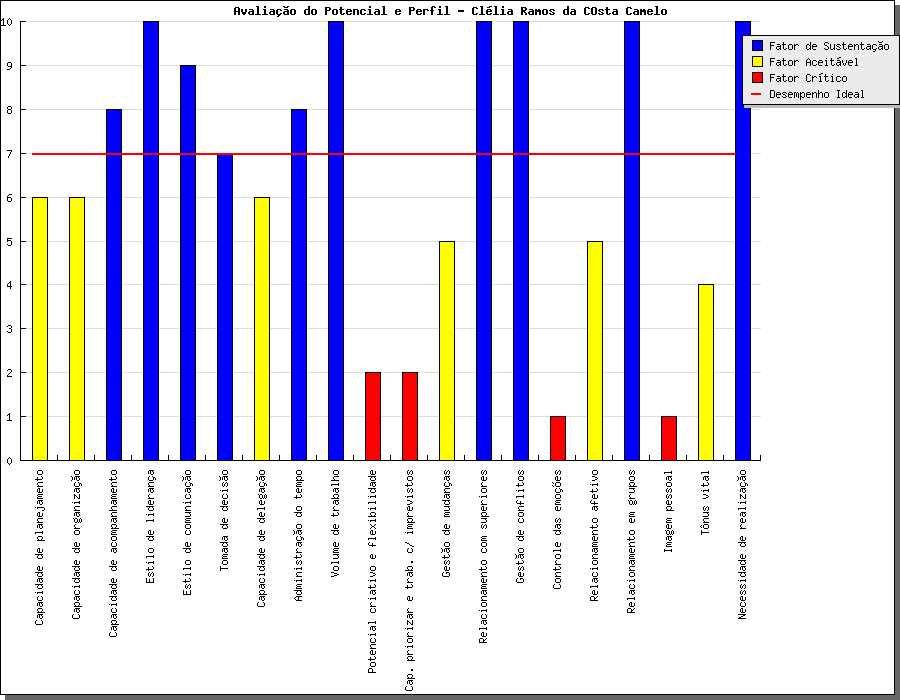 Avaliação do Potencial e Perfil - Clélia Ramos da COsta Camelo
Fator de Sustentação
Fator Aceitável
Fator Crítico
Desempenho Ideal
10
9
8
7
6
5
4
3
2
1
0
Capacidade de planejamento
Capacidade de organização
Capacidade de acompanhamento
Estilo de liderança
Estilo de comunicação
Tomada de decisão
Capacidade de delegação
Administração do tempo
Volume de trabalho
Potencial criativo e flexibilidade
Cap. priorizar e trab. c/ imprevistos
Gestão de mudanças
Relacionamento com superiores
Gestão de conflitos
Controle das emoções
Relacionamento afetivo
Relacionamento em grupos
Imagem pessoal
Tônus vital
Necessidade de realização